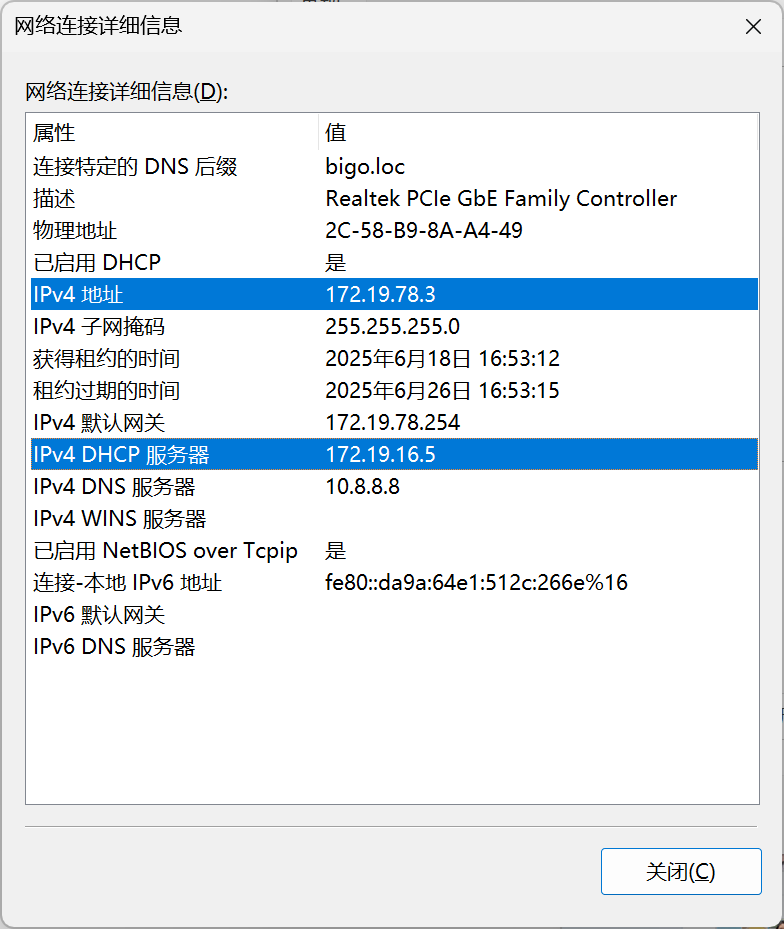 网络连接详细信息
网络连接详细信息(D):
属性 值
连接特定的 DNS 后缀 bigo.loc
描述 Realtek PCIe GbE Family Controller
物理地址 2C-58-B9-8A-A4-49
已启用 DHCP 是
IPv4 地址 172.19.78.3
IPv4 子网掩码 255.255.255.0
获得租约的时间 2025年6月18日 16:53:12
租约过期的时间 2025年6月26日 16:53:15
IPv4 默认网关 172.19.78.254
IPv4 DHCP 服务器 172.19.16.5
IPv4 DNS 服务器 10.8.8.8
IPv4 WINS 服务器
已启用 NetBIOS over Tcpip 是
连接-本地 IPv6 地址 fe80::da9a:64e1:512c:266e%16
IPv6 默认网关
IPv6 DNS 服务器
关闭(C)